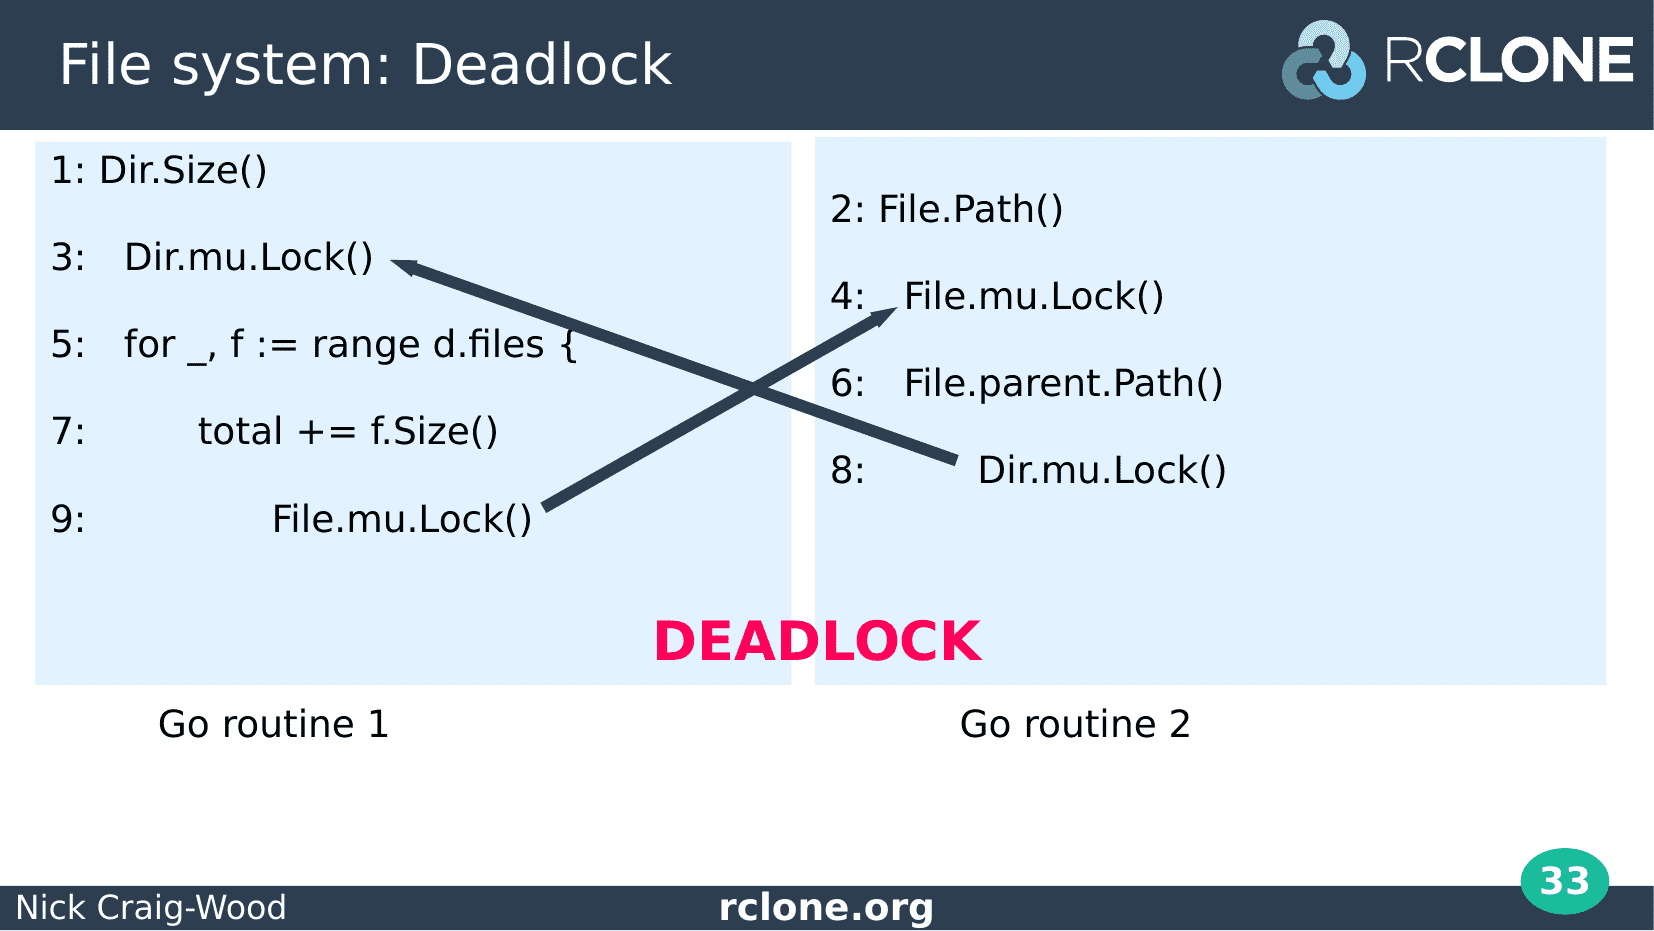 File system: Deadlock
RCLONE
1: Dir.Size()
3: Dir.mu.Lock()
5: for _, f := range d.files {
7: total += f.Size()
9: File.mu.Lock()
2: File.Path()
4: File.mu.Lock()
6: File.parent.Path()
8: Dir.mu.Lock()
DEADLOCK
Go routine 1
Go routine 2
33
Nick Craig-Wood
rclone.org